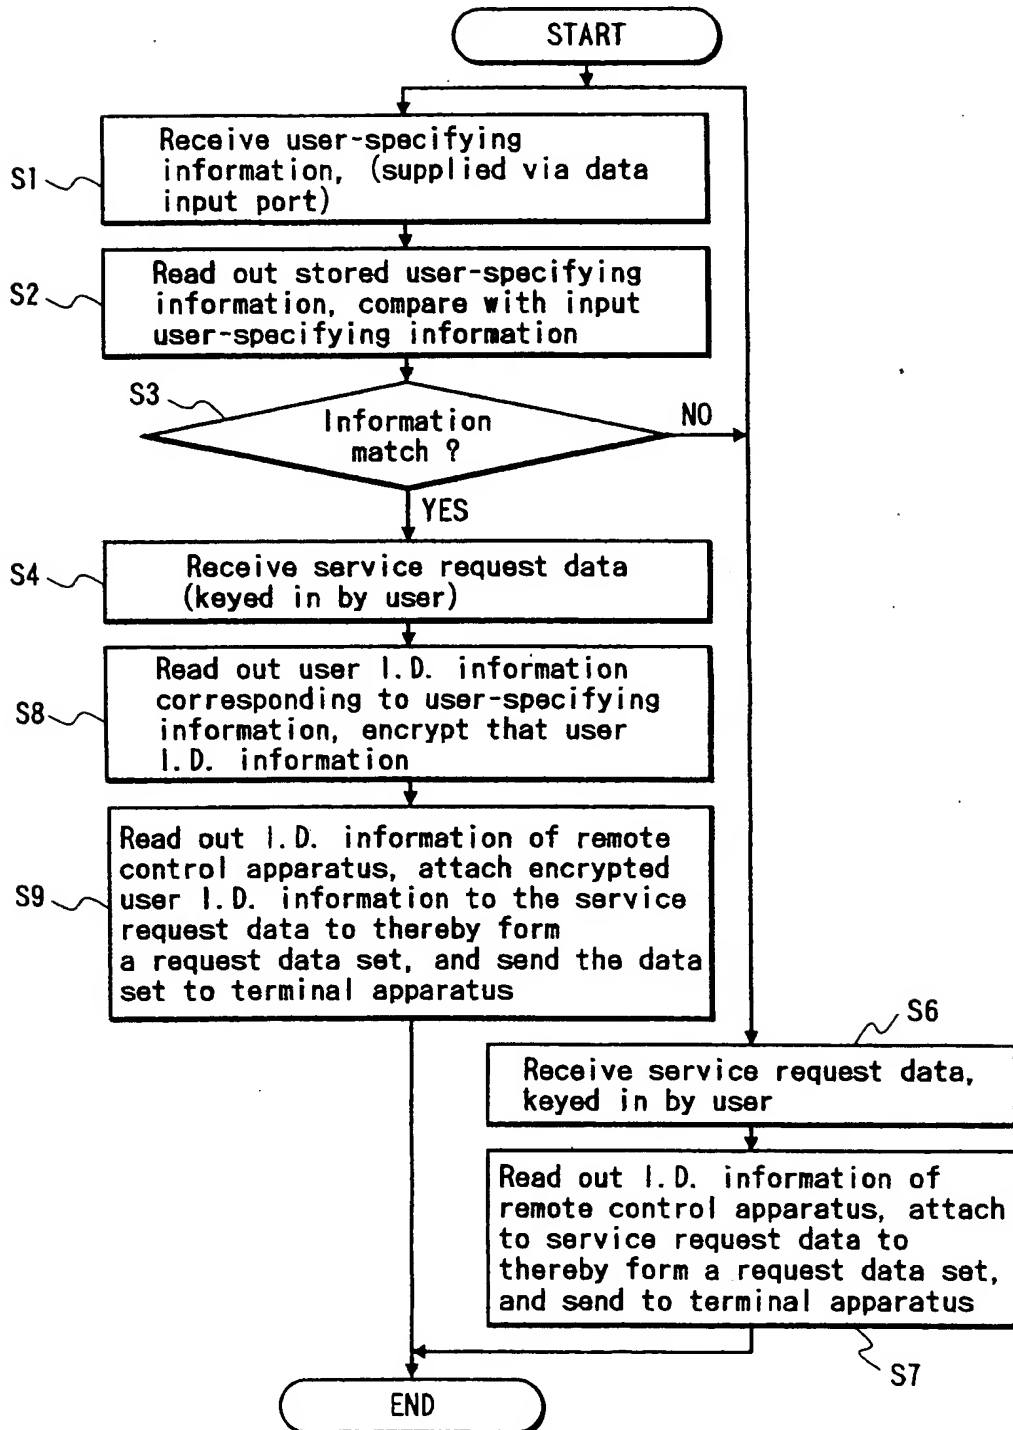 START
S1
Receive user-specifying
information, (supplied via data
input port)
S2
Read out stored user-specifying
information, compare with input
user-specifying information
S3
Information
match ?
NO
YES
S4
Receive service request data
(keyed in by user)
S8
Read out user I.D. information
corresponding to user-specifying
information, encrypt that user
I.D. information
S9
Read out I.D. information of remote
control apparatus, attach encrypted
user I.D. information to the service
request data to thereby form
a request data set, and send the data
set to terminal apparatus
S6
Receive service request data,
keyed in by user
Read out I.D. information of
remote control apparatus, attach
to service request data to
thereby form a request data set,
and send to terminal apparatus
S7
END